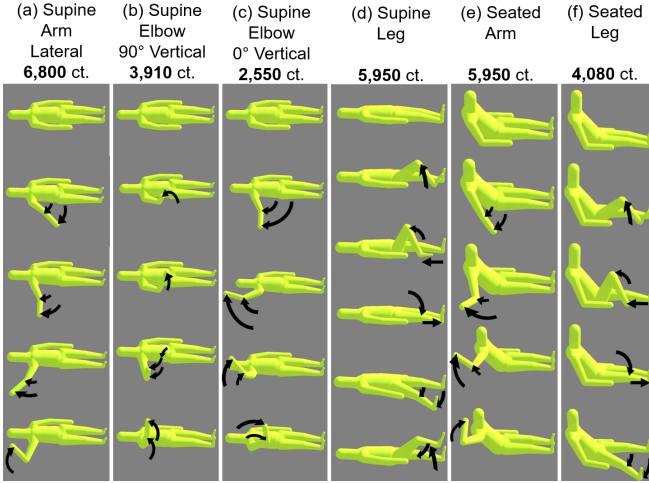 (a) Supine
Arm
Lateral
6,800 ct.
(b) Supine
Elbow
90° Vertical
3,910 ct.
(c) Supine
Elbow
0° Vertical
2,550 ct.
(d) Supine
Leg
5,950 ct.
(e) Seated
Arm
5,950 ct.
(f) Seated
Leg
4,080 ct.